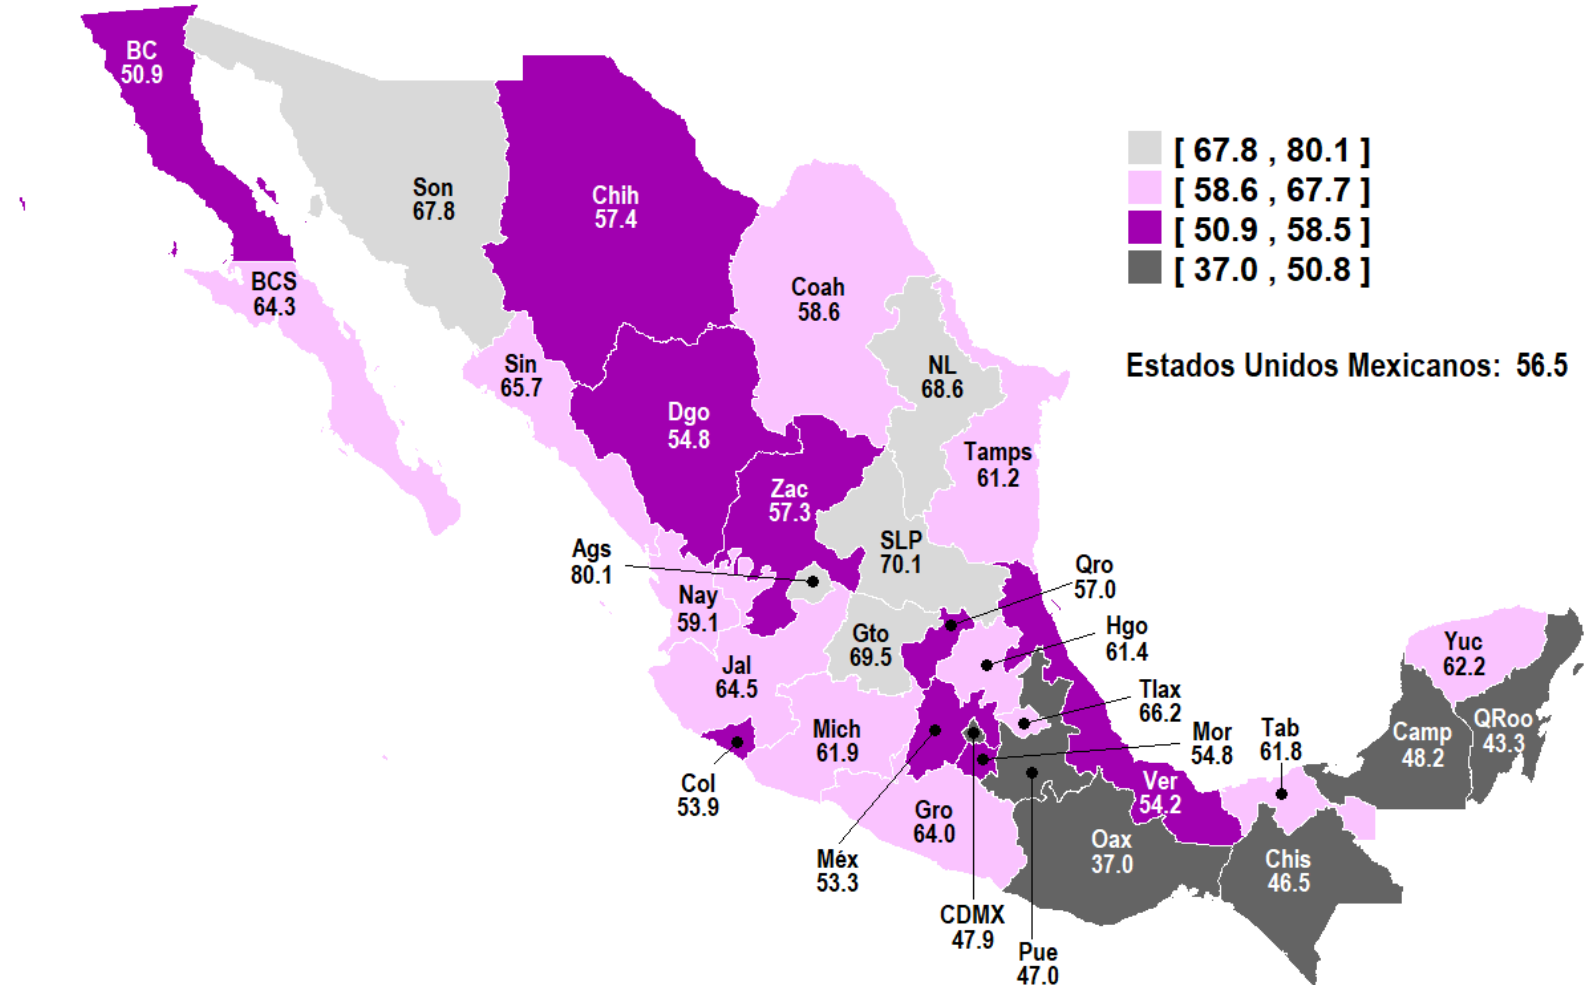 BC
50.9
Son
67.8
Chih
57.4
BCS
64.3
Coah
58.6
Sin
65.7
NL
68.6
Dgo
54.8
Tamps
61.2
Zac
57.3
SLP
70.1
Ags
80.1
Nay
59.1
Gto
69.5
Jal
64.5
Mich
61.9
Col
53.9
Qro
57.0
Hgo
61.4
Tlax
66.2
Mor
54.8
Tab
61.8
Yuc
62.2
QRoo
43.3
Camp
48.2
Ver
54.2
Gro
64.0
Oax
37.0
Chis
46.5
Méx
53.3
CDMX
47.9
Pue
47.0
[ 67.8 , 80.1 ]
[ 58.6 , 67.7 ]
[ 50.9 , 58.5 ]
[ 37.0 , 50.8 ]
Estados Unidos Mexicanos: 56.5